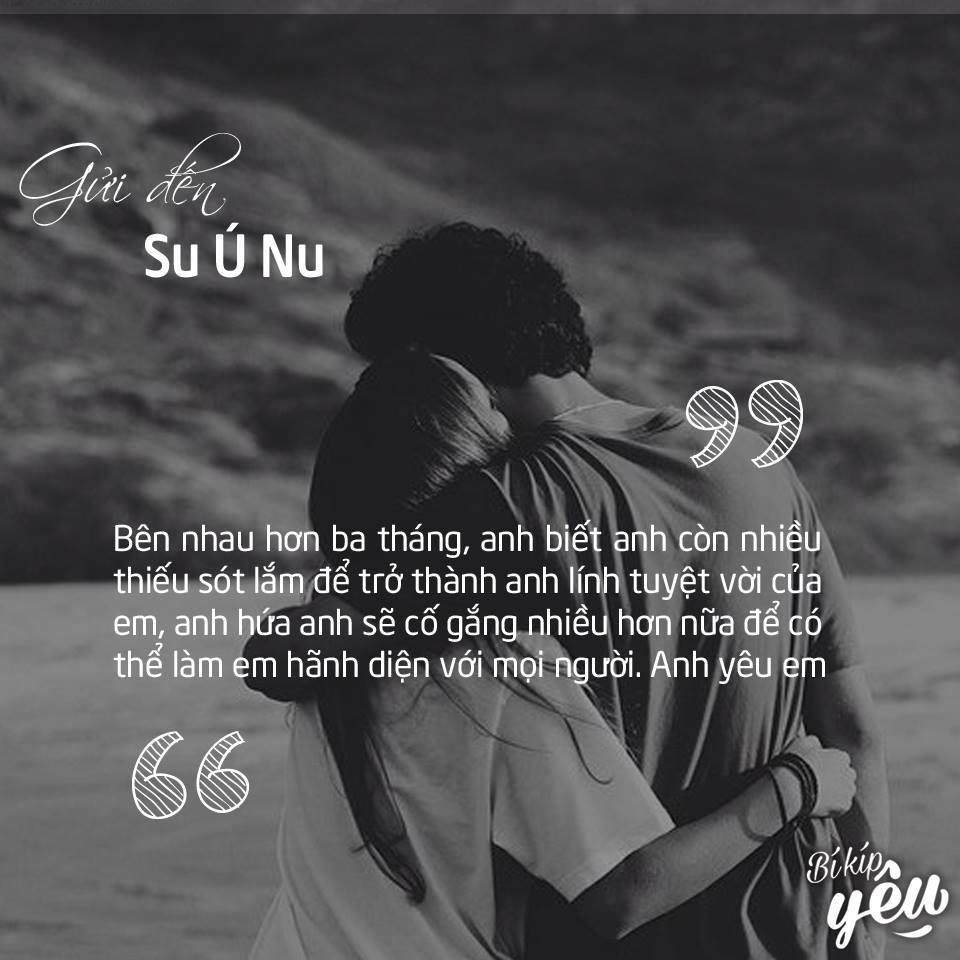 Gửi đến
Su Ú Nu
Bên nhau hơn ba tháng, anh biết anh còn nhiều
thiếu sót lắm để trở thành anh lính tuyệt vời của
em, anh hứa anh sẽ cố gắng nhiều hơn nữa để có
thể làm em hãnh diện với mọi người. Anh yêu em
Bí kíp
yêu